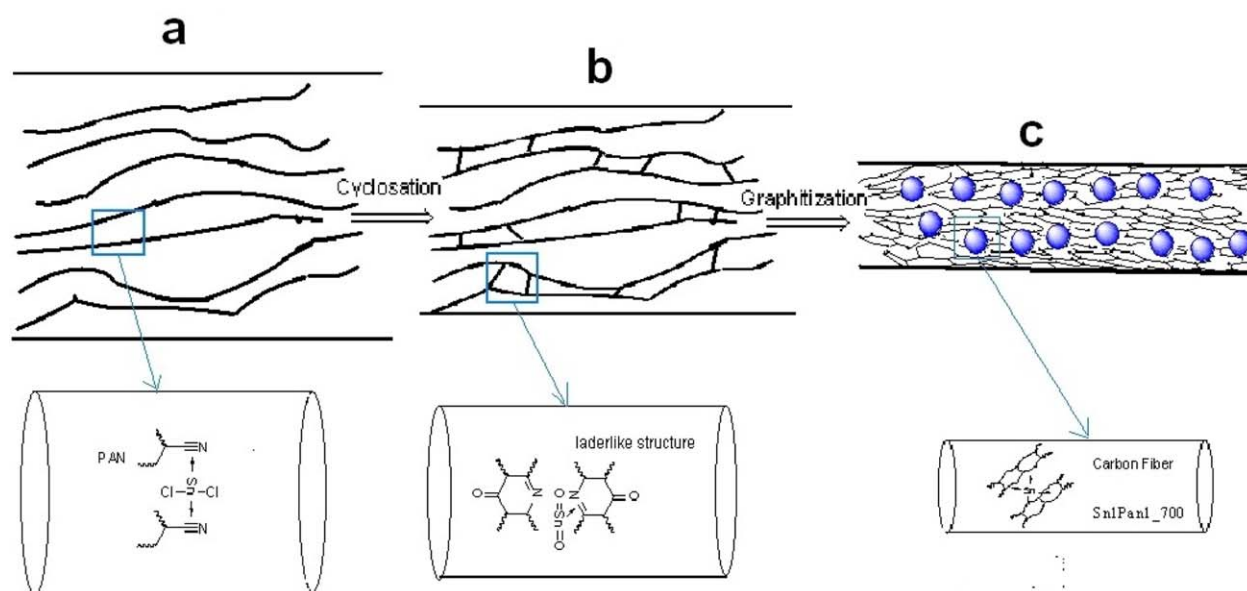 a
b
c
Cyclosation
Graphitization
PAN
N
Sn
Cl
Cl
N
laderlike structure
O
N
O
Sn
O
N
O
Carbon Fiber
Sn
Sn1Pan1_700